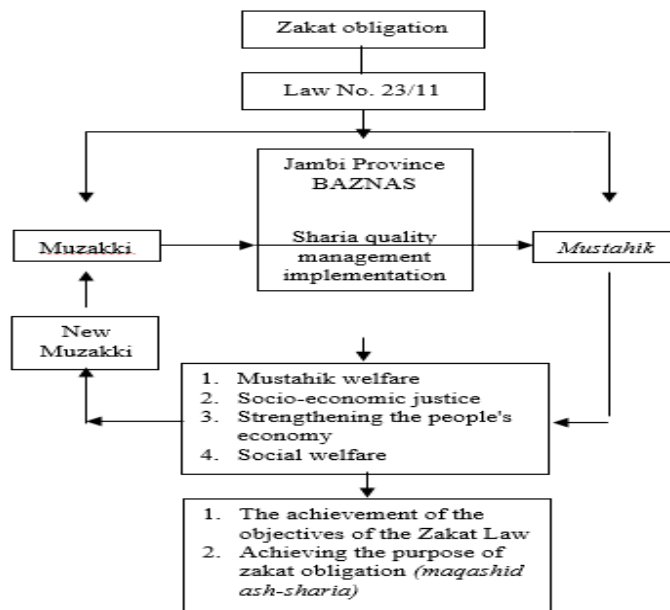 Zakat obligation
Law No. 23/11
Jambi Province
BAZNAS
Sharia quality
management
implementation
Muzakki
Mustahik
New
Muzakki
1. Mustahik welfare
2. Socio-economic justice
3. Strengthening the people's
economy
4. Social welfare
1. The achievement of the
objectives of the Zakat Law
2. Achieving the purpose of
zakat obligation (maqashid
ash-sharia)